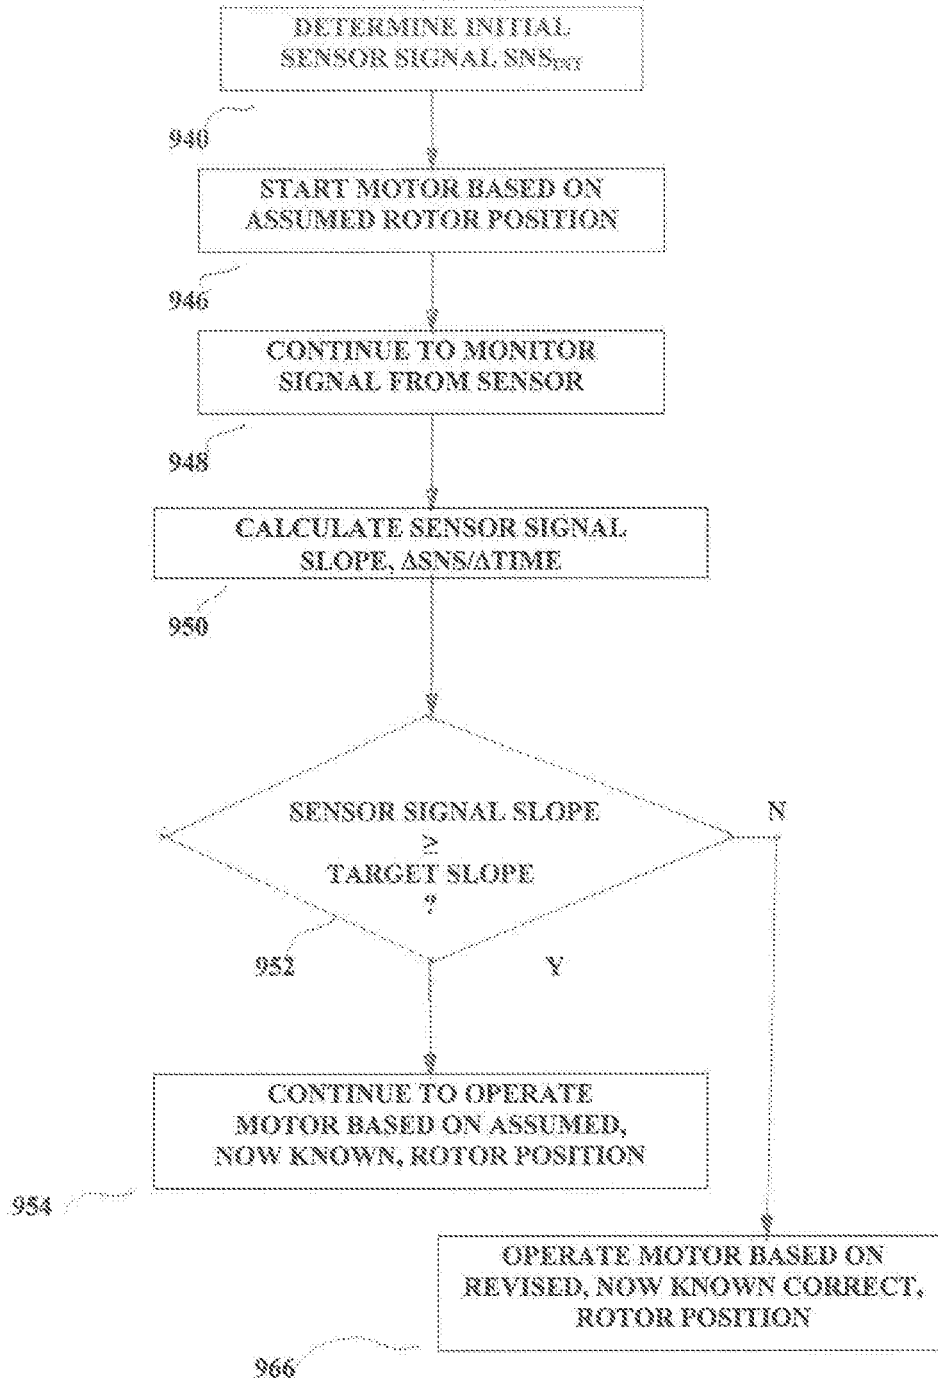 DETERMINE INITIAL
SENSOR SIGNAL SNS_INT
940
START MOTOR BASED ON
ASSUMED ROTOR POSITION
946
CONTINUE TO MONITOR
SIGNAL FROM SENSOR
948
CALCULATE SENSOR SIGNAL
SLOPE, ΔSNS/ΔTIME
950
SENSOR SIGNAL SLOPE
≥
TARGET SLOPE
?
N
952
Y
CONTINUE TO OPERATE
MOTOR BASED ON ASSUMED,
NOW KNOWN, ROTOR POSITION
954
OPERATE MOTOR BASED ON
REVISED, NOW KNOWN CORRECT,
ROTOR POSITION
966